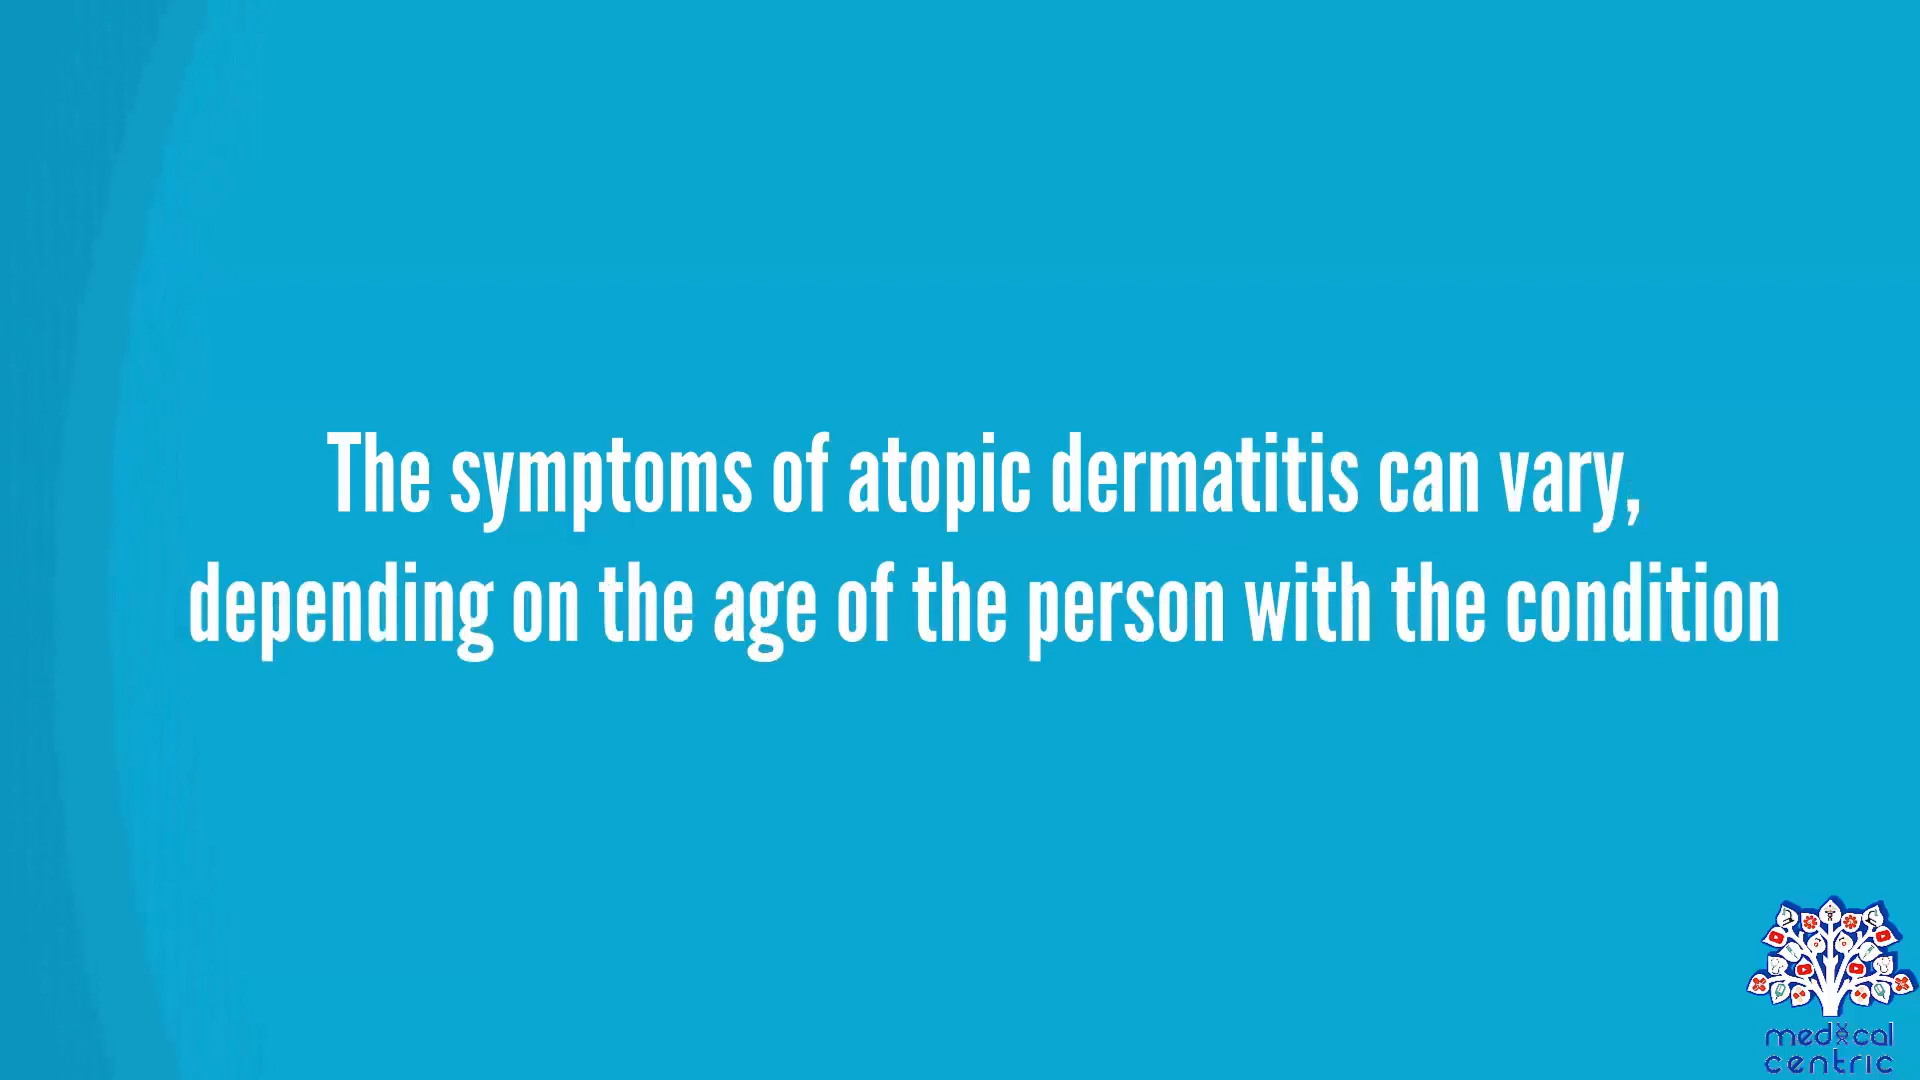 The symptoms of atopic dermatitis can vary,
depending on the age of the person with the condition
medical
centric